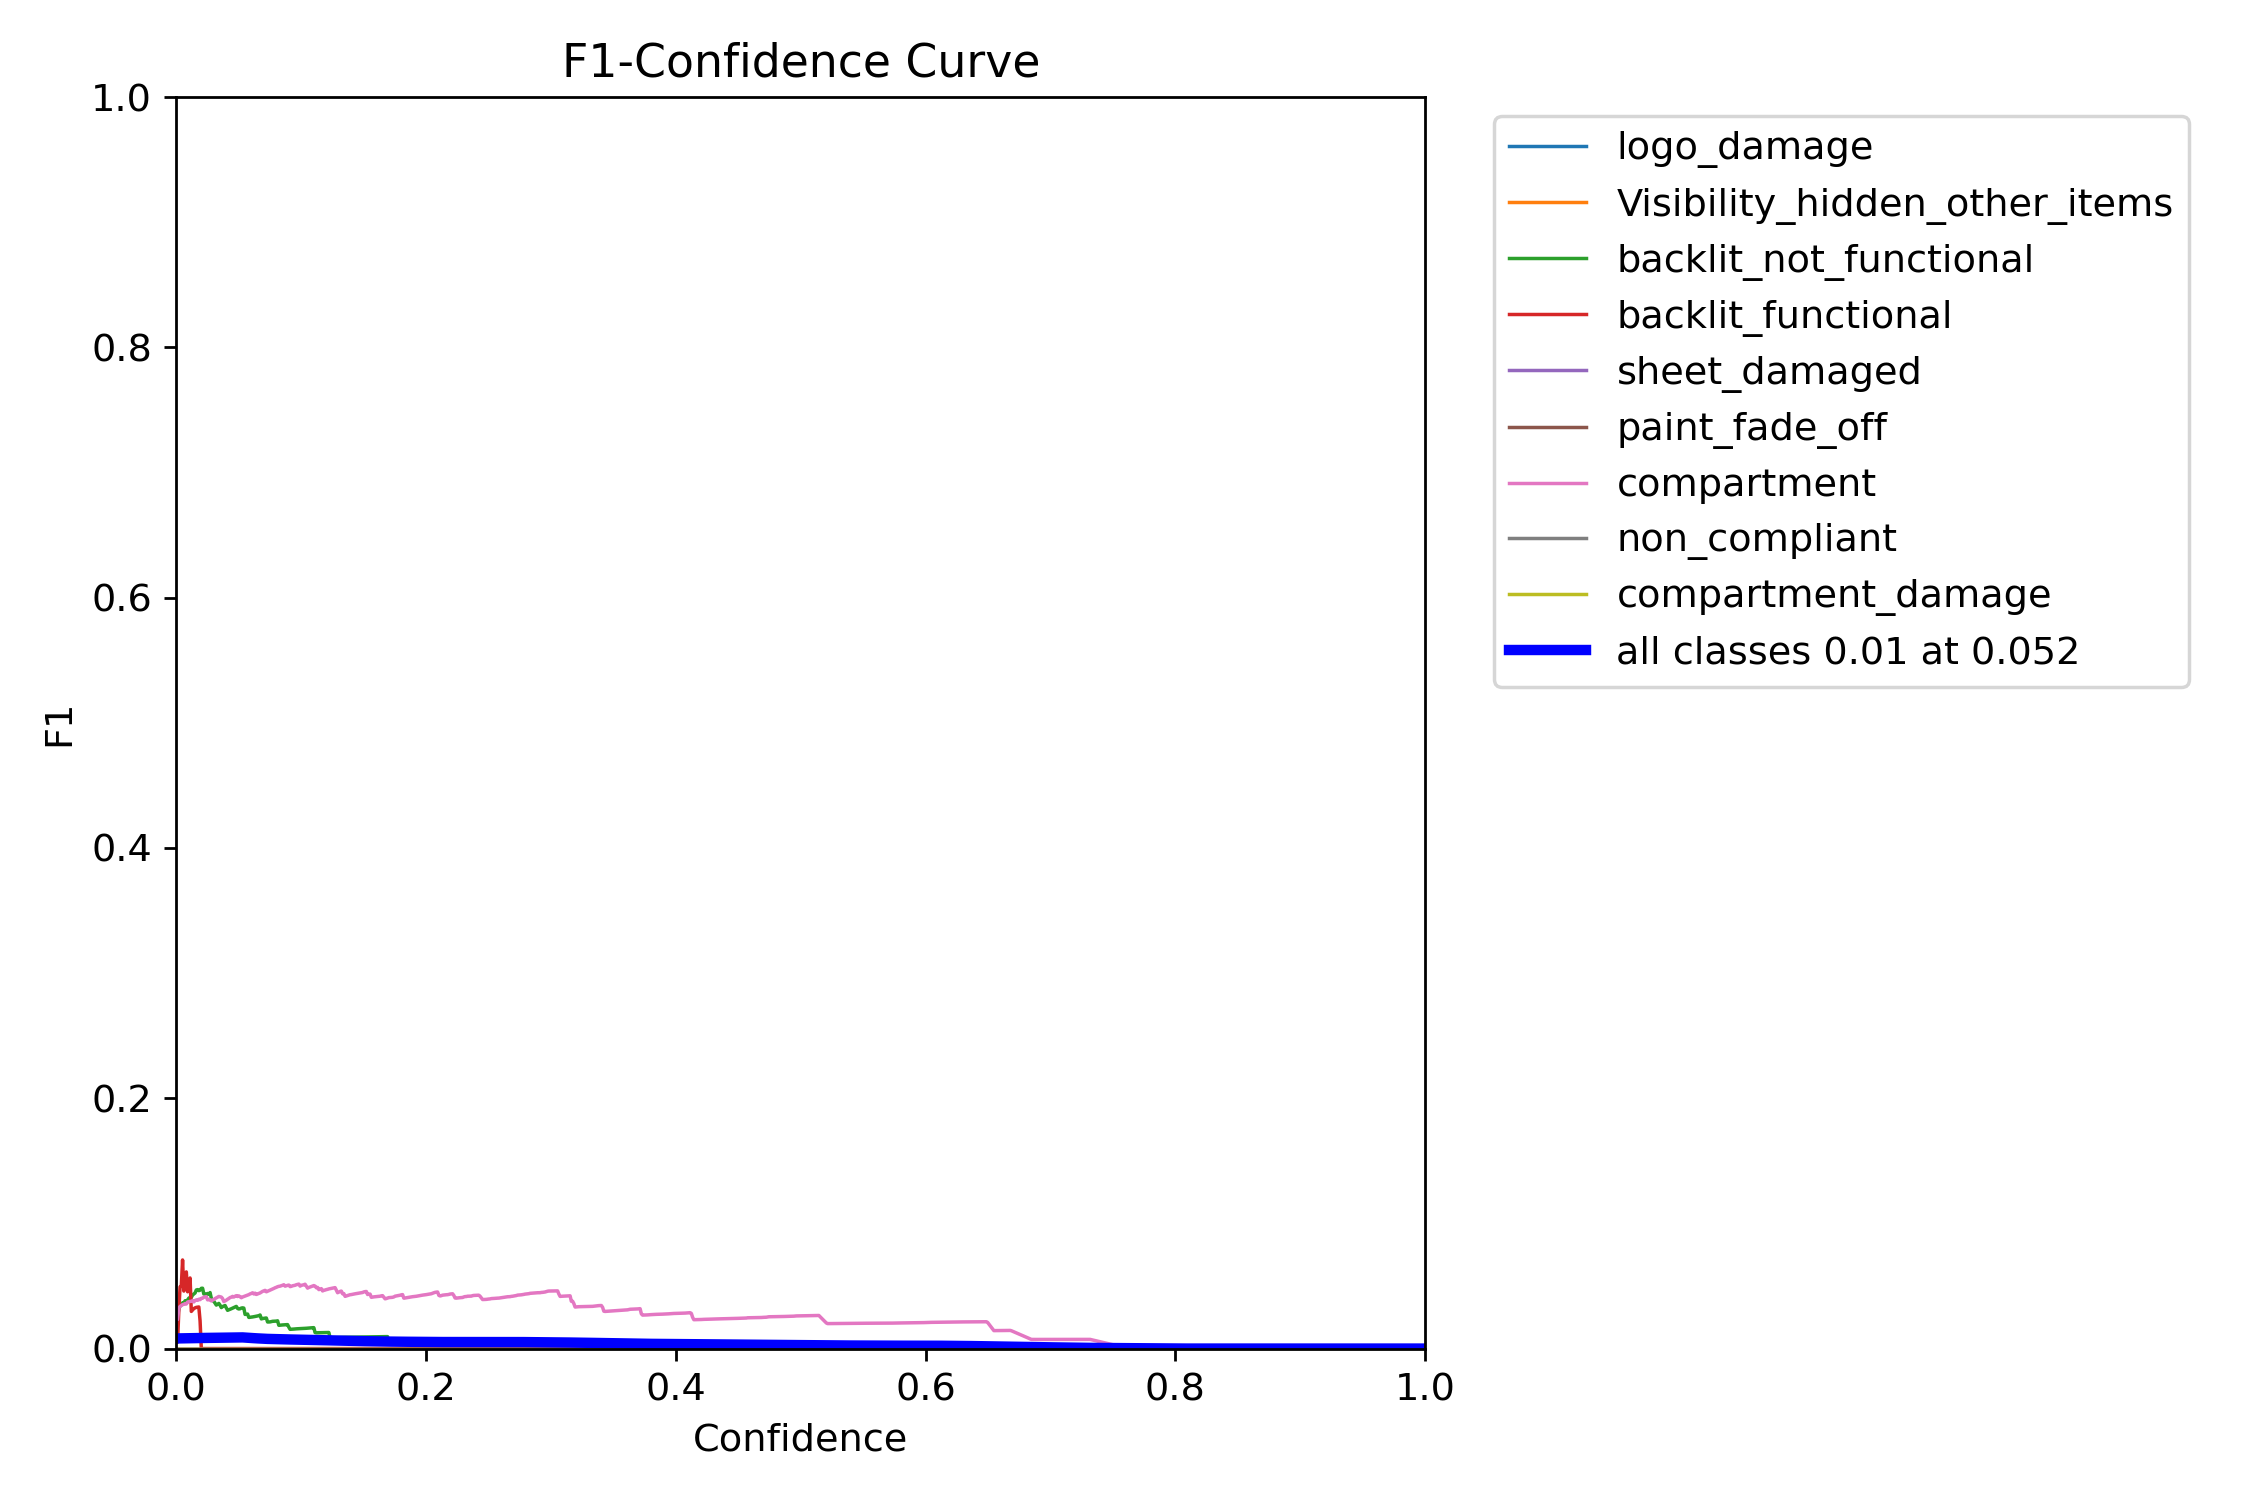 F1-Confidence Curve
1.0
0.8
0.6
0.4
0.2
0.0
F1
0.0 0.2 0.4 0.6 0.8 1.0
Confidence
logo_damage
Visibility_hidden_other_items
backlit_not_functional
backlit_functional
sheet_damaged
paint_fade_off
compartment
non_compliant
compartment_damage
all classes 0.01 at 0.052